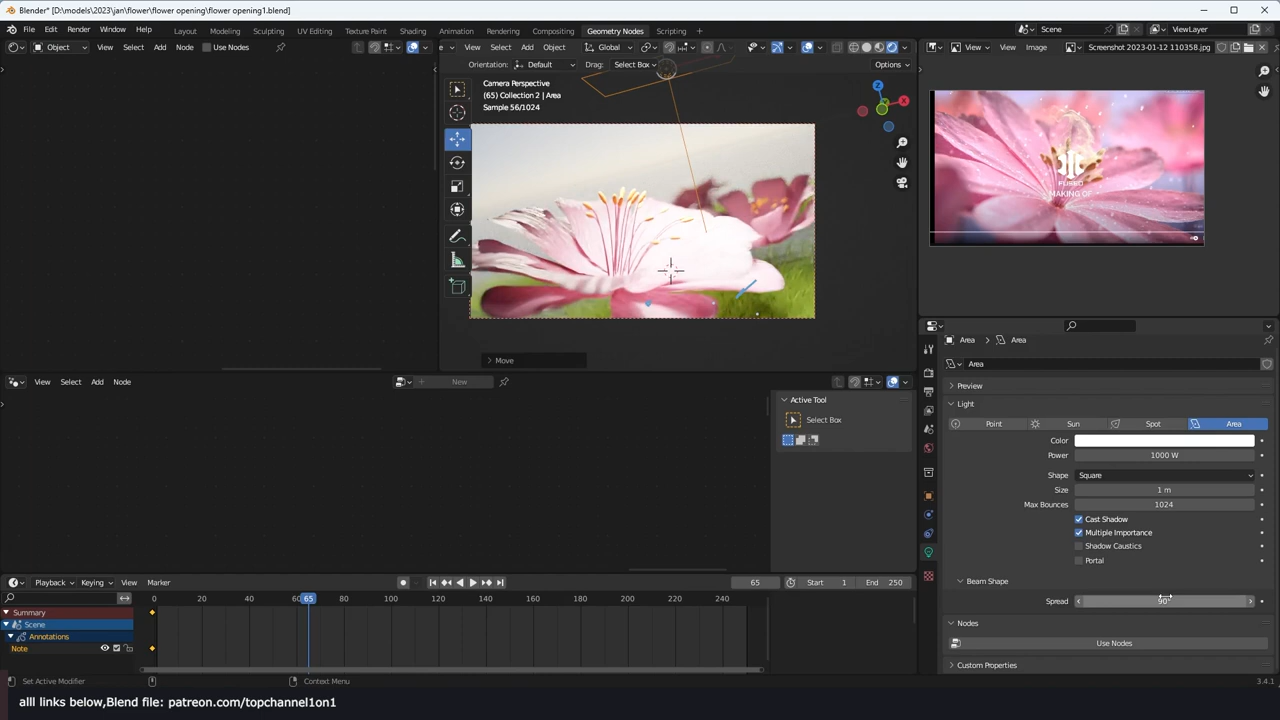 Blender* [D:\models\2023\jan\flower\flower opening\flower opening1.blend]
File Edit Render Window Help
Layout Modeling Sculpting UV Editing Texture Paint Shading Animation Rendering Compositing Geometry Nodes Scripting
Scene
ViewLayer
Object View Select Add Node Use Nodes
View Select Add Object Global
View View Image Screenshot 2023-01-12 110358.jpg
Orientation: Default Drag: Select Box Options
Camera Perspective
(65) Collection 2 | Area
Sample 56/1024
Z
X
MAKING OF
Move
Area Area
Area
Preview
Light
Point Sun Spot Area
Color
Power 1000 W
Shape Square
Size 1 m
Max Bounces 1024
Cast Shadow
Multiple Importance
Shadow Caustics
Portal
Beam Shape
Spread 90°
Nodes
Use Nodes
Custom Properties
View Select Add Node New
Active Tool
Select Box
Playback Keying View Marker 65 Start 1 End 250
0 20 40 60 65 80 100 120 140 160 180 200 220 240
Summary
Scene
Annotations
Note
Set Active Modifier Context Menu 3.4.1
alll links below,Blend file: patreon.com/topchannel1on1